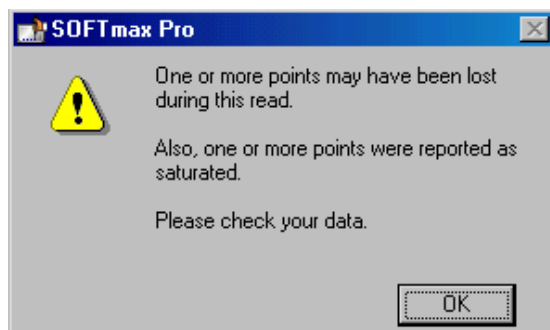 SOFTmax Pro
One or more points may have been lost
during this read.
Also, one or more points were reported as
saturated.
Please check your data.
OK